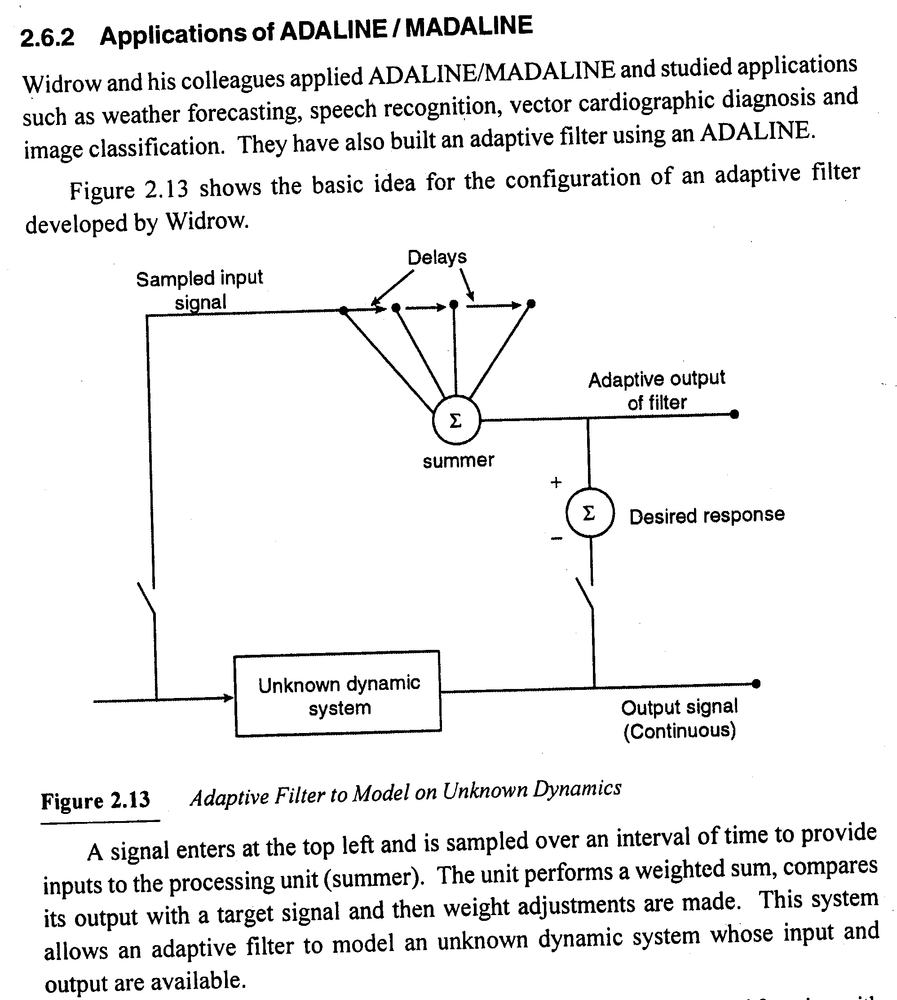 2.6.2 Applications of ADALINE / MADALINE
Widrow and his colleagues applied ADALINE/MADALINE and studied applications
such as weather forecasting, speech recognition, vector cardiographic diagnosis and
image classification. They have also built an adaptive filter using an ADALINE.
Figure 2.13 shows the basic idea for the configuration of an adaptive filter
developed by Widrow.
Delays
Sampled input
signal
Adaptive output
of filter
Σ
summer
+
Σ
Desired response
–
Unknown dynamic
system
Output signal
(Continuous)
Figure 2.13 Adaptive Filter to Model on Unknown Dynamics
A signal enters at the top left and is sampled over an interval of time to provide
inputs to the processing unit (summer). The unit performs a weighted sum, compares
its output with a target signal and then weight adjustments are made. This system
allows an adaptive filter to model an unknown dynamic system whose input and
output are available.